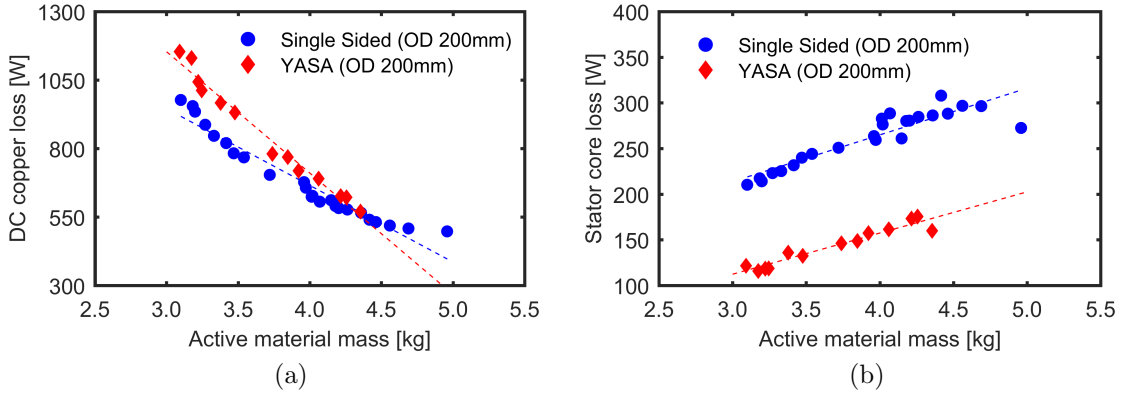 1300
1050
800
550
300
DC copper loss [W]
Single Sided (OD 200mm)
YASA (OD 200mm)
2.5 3.0 3.5 4.0 4.5 5.0 5.5
Active material mass [kg]
(a)
400
350
300
250
200
150
100
Stator core loss [W]
Single Sided (OD 200mm)
YASA (OD 200mm)
2.5 3.0 3.5 4.0 4.5 5.0 5.5
Active material mass [kg]
(b)